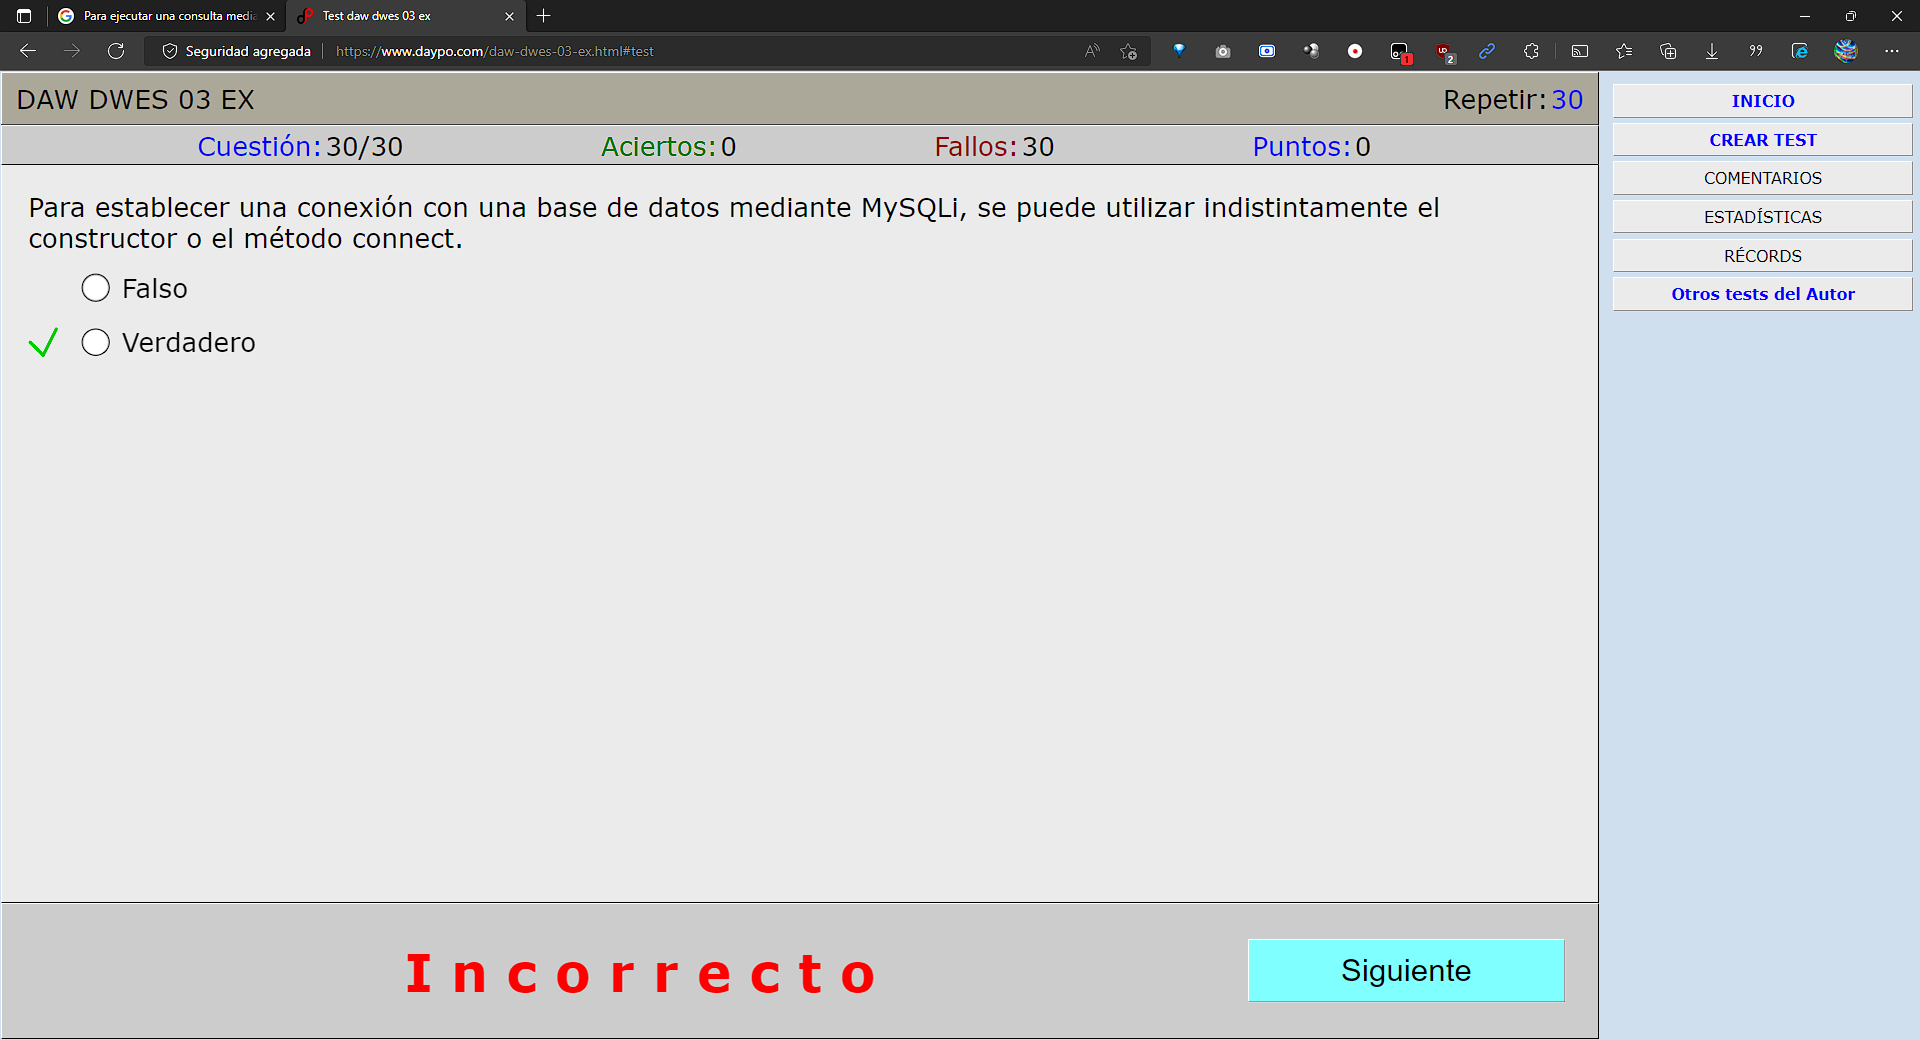 Para ejecutar una consulta media
Test daw dwes 03 ex
Seguridad agregada
https://www.daypo.com/daw-dwes-03-ex.html#test
1
2
DAW DWES 03 EX
Repetir: 30
Cuestión: 30/30
Aciertos: 0
Fallos: 30
Puntos: 0
Para establecer una conexión con una base de datos mediante MySQLi, se puede utilizar indistintamente el
constructor o el método connect.
Falso
Verdadero
Incorrecto
Siguiente
INICIO
CREAR TEST
COMENTARIOS
ESTADÍSTICAS
RÉCORDS
Otros tests del Autor